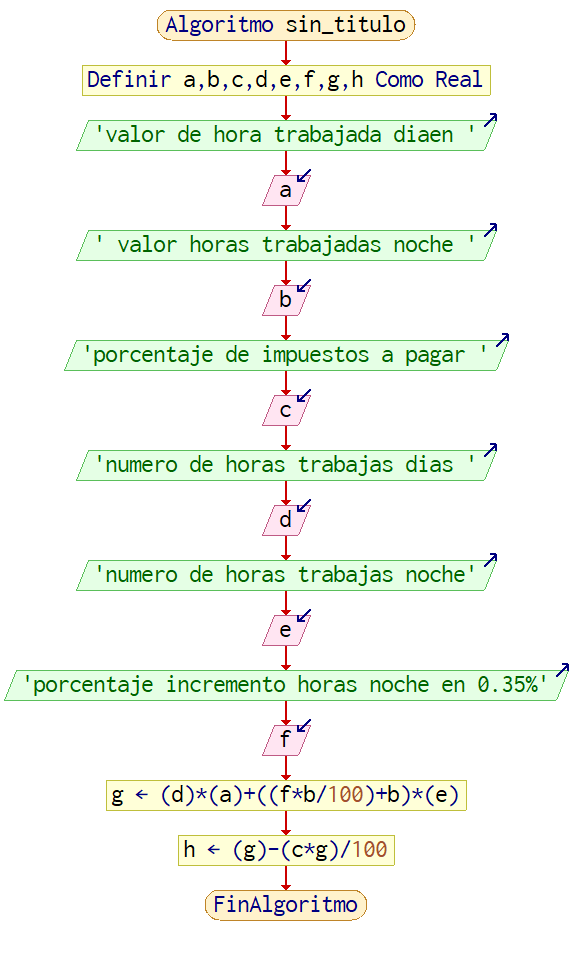 Algoritmo sin_titulo
Definir a,b,c,d,e,f,g,h Como Real
'valor de hora trabajada diaen '
a
' valor horas trabajadas noche '
b
'porcentaje de impuestos a pagar '
c
'numero de horas trabajas dias '
d
'numero de horas trabajas noche'
e
'porcentaje incremento horas noche en 0.35%'
f
g ← (d)*(a)+((f*b/100)+b)*(e)
h ← (g)-(c*g)/100
FinAlgoritmo